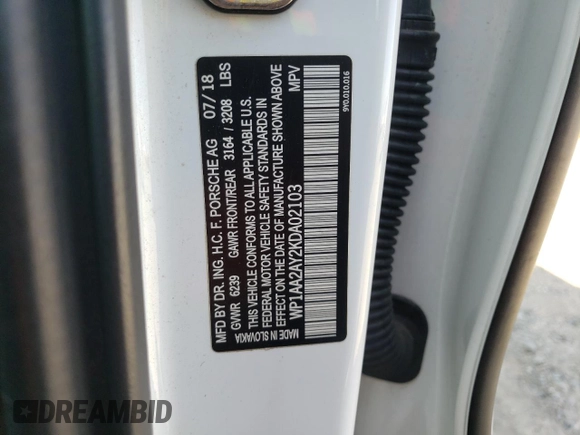 MFD BY DR. ING. H.C. F. PORSCHE AG 07/18
GVWR 6239 GAWR FRONT/REAR 3164 / 3208 LBS
THIS VEHICLE CONFORMS TO ALL APPLICABLE U.S.
FEDERAL MOTOR VEHICLE SAFETY STANDARDS IN
EFFECT ON THE DATE OF MANUFACTURE SHOWN ABOVE
WP1AA2AY2KDA02103 MPV
MADE IN SLOVAKIA
9Y0.010.016
DREAMBID